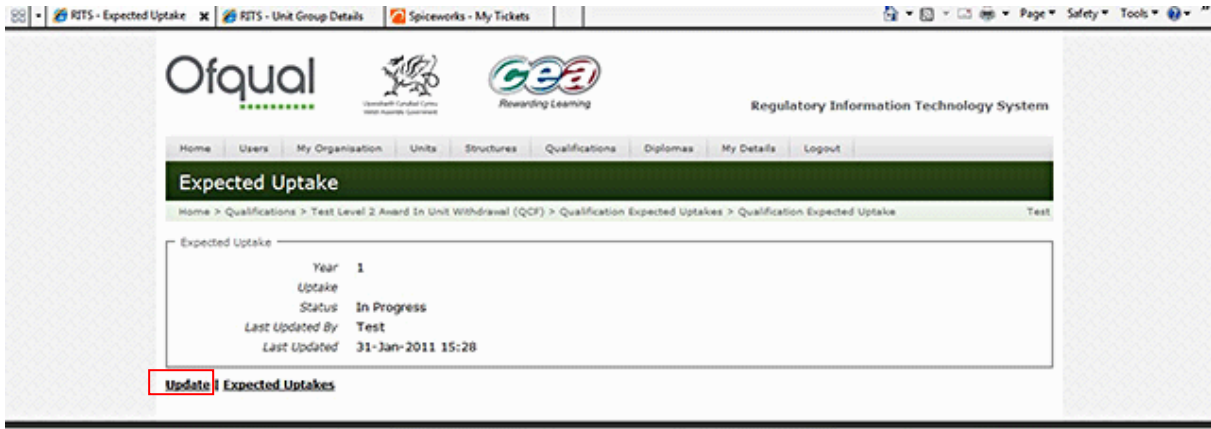 RITS - Expected Uptake x RITS - Unit Group Details Spiceworks - My Tickets Page Safety Tools
Ofqual
cea
Rewarding Learning
Regulatory Information Technology System
Home Users My Organisation Units Structures Qualifications Diplomas My Details Logout
Expected Uptake
Home > Qualifications > Test Level 2 Award In Unit Withdrawal (QCF) > Qualification Expected Uptakes > Qualification Expected Uptake Test
Expected Uptake
Year 1
Uptake
Status In Progress
Last Updated By Test
Last Updated 31-Jan-2011 15:28
Update | Expected Uptakes